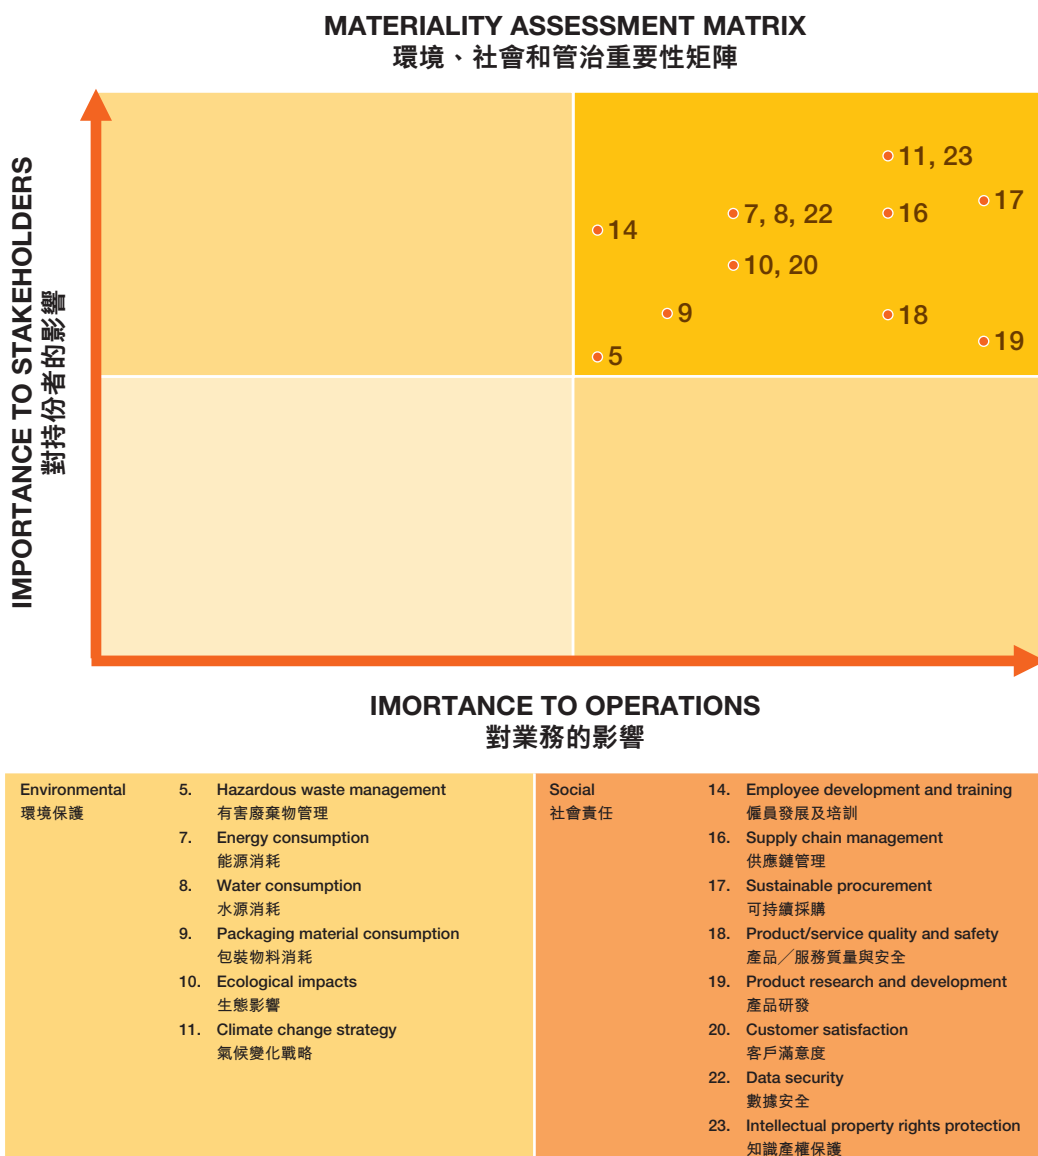 MATERIALITY ASSESSMENT MATRIX
環境、社會和管治重要性矩陣
IMPORTANCE TO STAKEHOLDERS
對持份者的影響
11, 23
17
7, 8, 22
16
14
10, 20
9
18
19
5
IMORTANCE TO OPERATIONS
對業務的影響
Environmental
環境保護
5. Hazardous waste management
有害廢棄物管理
7. Energy consumption
能源消耗
8. Water consumption
水源消耗
9. Packaging material consumption
包裝物料消耗
10. Ecological impacts
生態影響
11. Climate change strategy
氣候變化戰略
Social
社會責任
14. Employee development and training
僱員發展及培訓
16. Supply chain management
供應鏈管理
17. Sustainable procurement
可持續採購
18. Product/service quality and safety
產品／服務質量與安全
19. Product research and development
產品研發
20. Customer satisfaction
客戶滿意度
22. Data security
數據安全
23. Intellectual property rights protection
知識產權保護